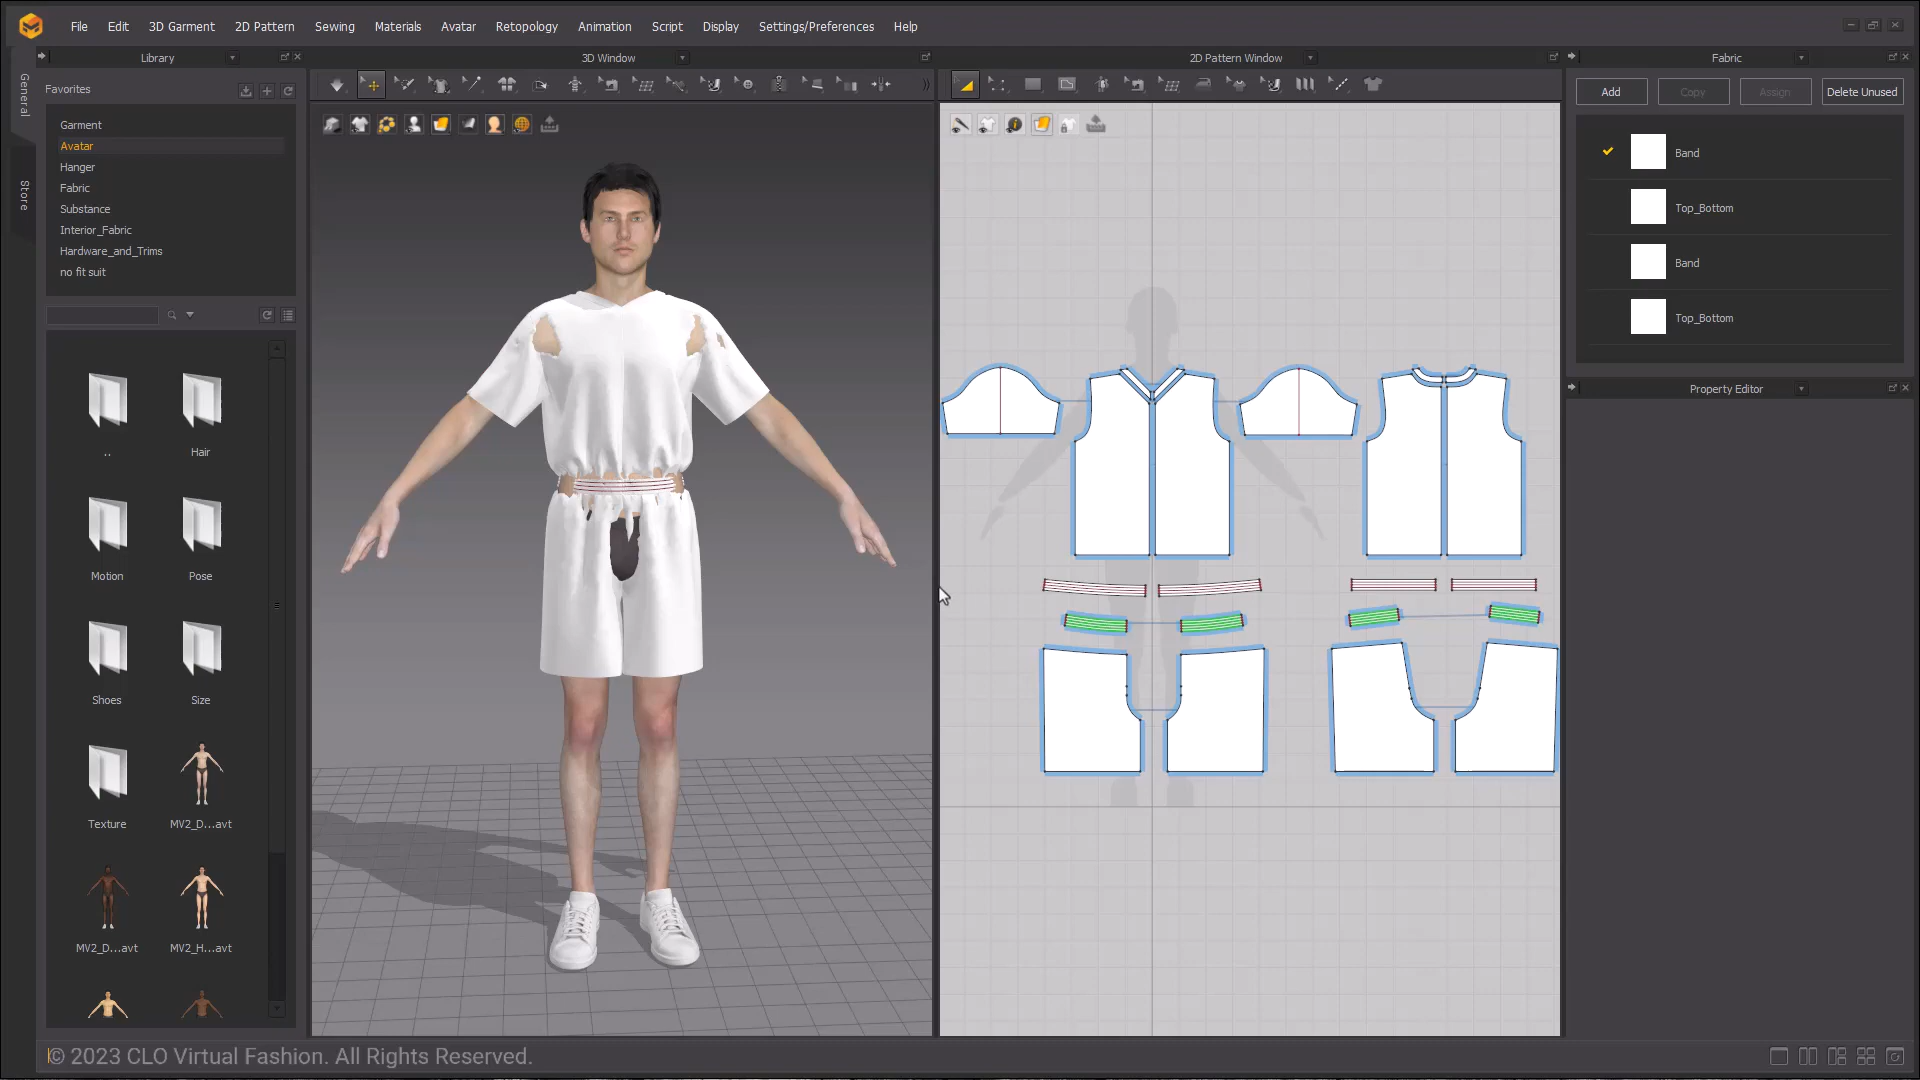 File Edit 3D Garment 2D Pattern Sewing Materials Avatar Retopology Animation Script Display Settings/Preferences Help
Library
3D Window
2D Pattern Window
Fabric
General
Store
Favorites
Garment
Avatar
Hanger
Fabric
Substance
Interior_Fabric
Hardware_and_Trims
no fit suit
..
Hair
Motion
Pose
Shoes
Size
Texture
MV2_D...avt
MV2_D...avt
MV2_H...avt
Add
Copy
Assign
Delete Unused
Band
Top_Bottom
Band
Top_Bottom
Property Editor
© 2023 CLO Virtual Fashion. All Rights Reserved.